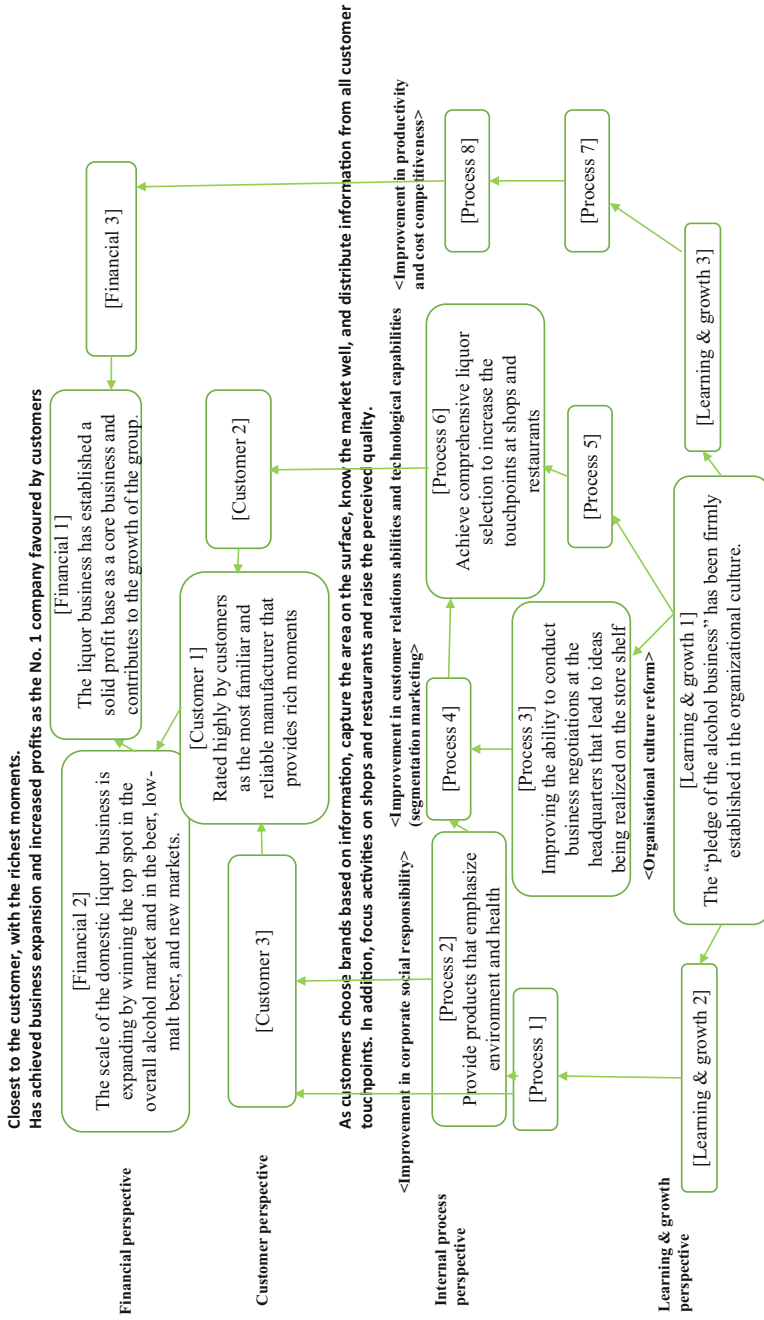 Closest to the customer, with the richest moments.
Has achieved business expansion and increased profits as the No. 1 company favoured by customers
Financial perspective
[Financial 2]
The scale of the domestic liquor business is
expanding by winning the top spot in the
overall alcohol market and in the beer, low-
malt beer, and new markets.
[Financial 1]
The liquor business has established a
solid profit base as a core business and
contributes to the growth of the group.
[Financial 3]
Customer perspective
[Customer 3]
[Customer 1]
Rated highly by customers
as the most familiar and
reliable manufacturer that
provides rich moments
[Customer 2]
As customers choose brands based on information, capture the area on the surface, know the market well, and distribute information from all customer
touchpoints. In addition, focus activities on shops and restaurants and raise the perceived quality.
<Improvement in corporate social responsibility>
<Improvement in customer relations abilities and technological capabilities
(segmentation marketing)>
<Improvement in productivity
and cost competitiveness>
Internal process
perspective
[Process 2]
Provide products that emphasize
environment and health
[Process 1]
[Process 4]
[Process 3]
Improving the ability to conduct
business negotiations at the
headquarters that lead to ideas
being realized on the store shelf
[Process 6]
Achieve comprehensive liquor
selection to increase the
touchpoints at shops and
restaurants
[Process 5]
[Process 8]
[Process 7]
<Organisational culture reform>
Learning & growth
perspective
[Learning & growth 2]
[Learning & growth 1]
The “pledge of the alcohol business” has been firmly
established in the organizational culture.
[Learning & growth 3]